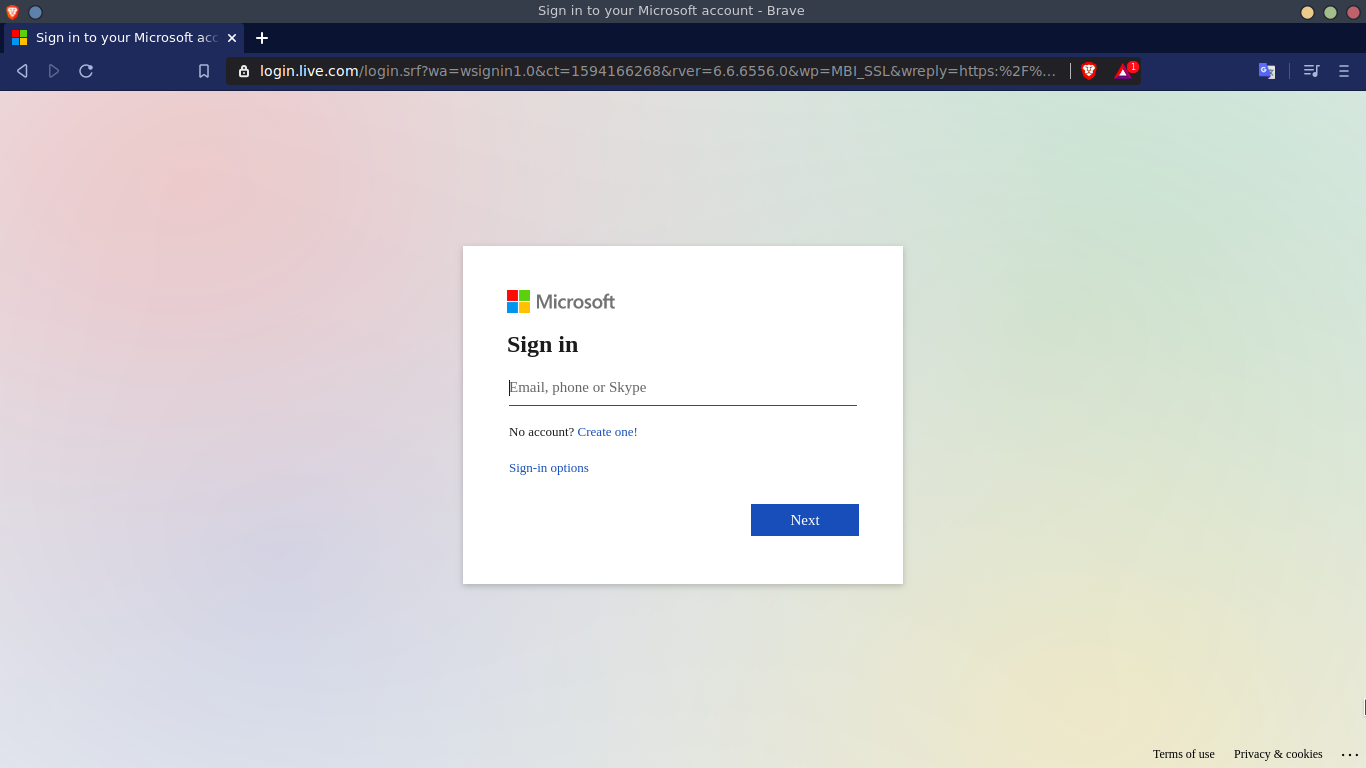 Sign in to your Microsoft account - Brave
Sign in to your Microsoft acc
login.live.com/login.srf?wa=wsignin1.0&ct=1594166268&rver=6.6.6556.0&wp=MBI_SSL&wreply=https:%2F%...
1
Microsoft
Sign in
Email, phone or Skype
No account? Create one!
Sign-in options
Next
Terms of use Privacy & cookies ...